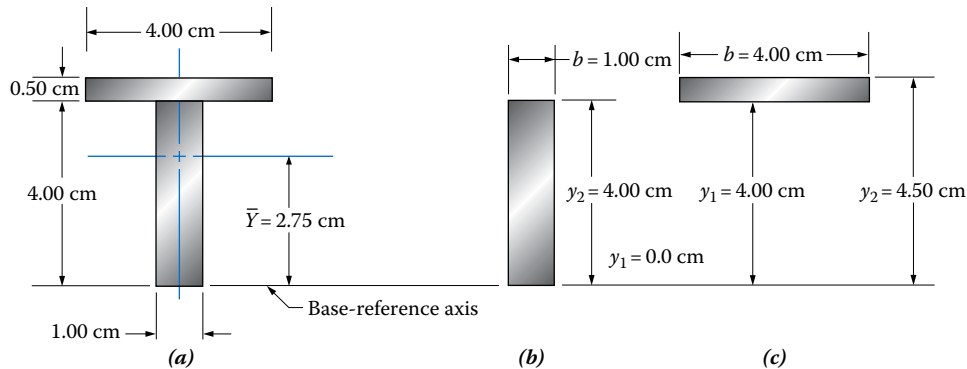 4.00 cm
0.50 cm
4.00 cm
Y̅ = 2.75 cm
Base-reference axis
1.00 cm
(a)
b = 1.00 cm
y₂ = 4.00 cm
y₁ = 0.0 cm
(b)
b = 4.00 cm
y₁ = 4.00 cm
y₂ = 4.50 cm
(c)